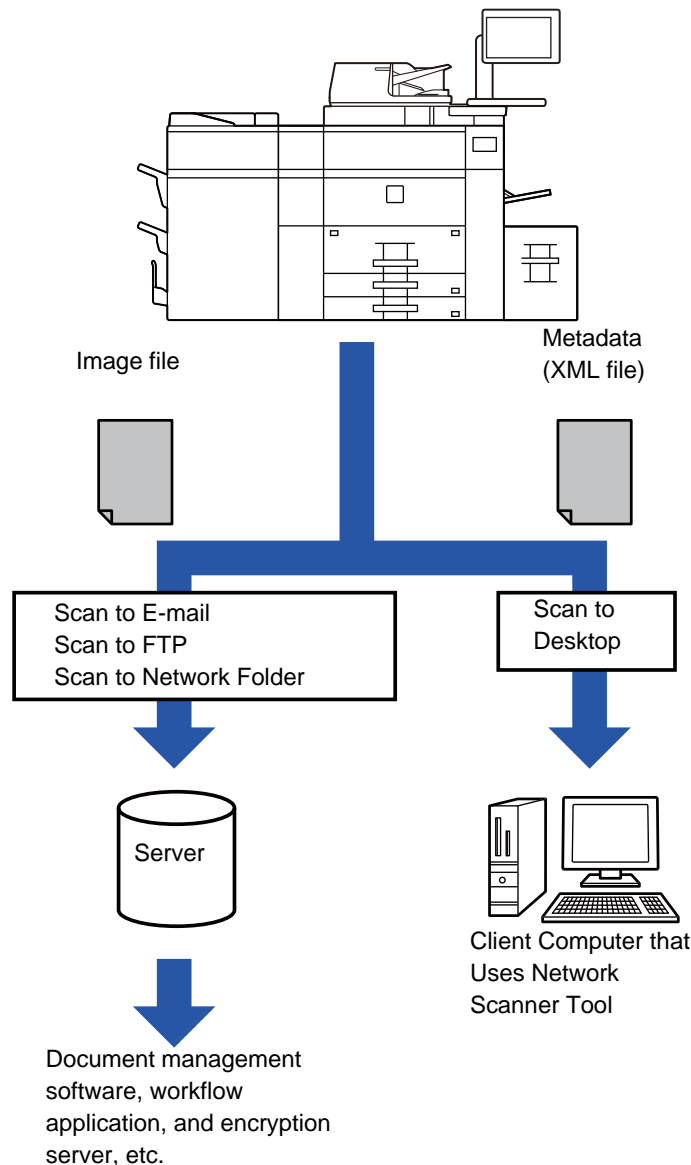 Image file
Metadata
(XML file)
Scan to E-mail
Scan to FTP
Scan to Network Folder
Scan to
Desktop
Server
Client Computer that
Uses Network
Scanner Tool
Document management
software, workflow
application, and encryption
server, etc.